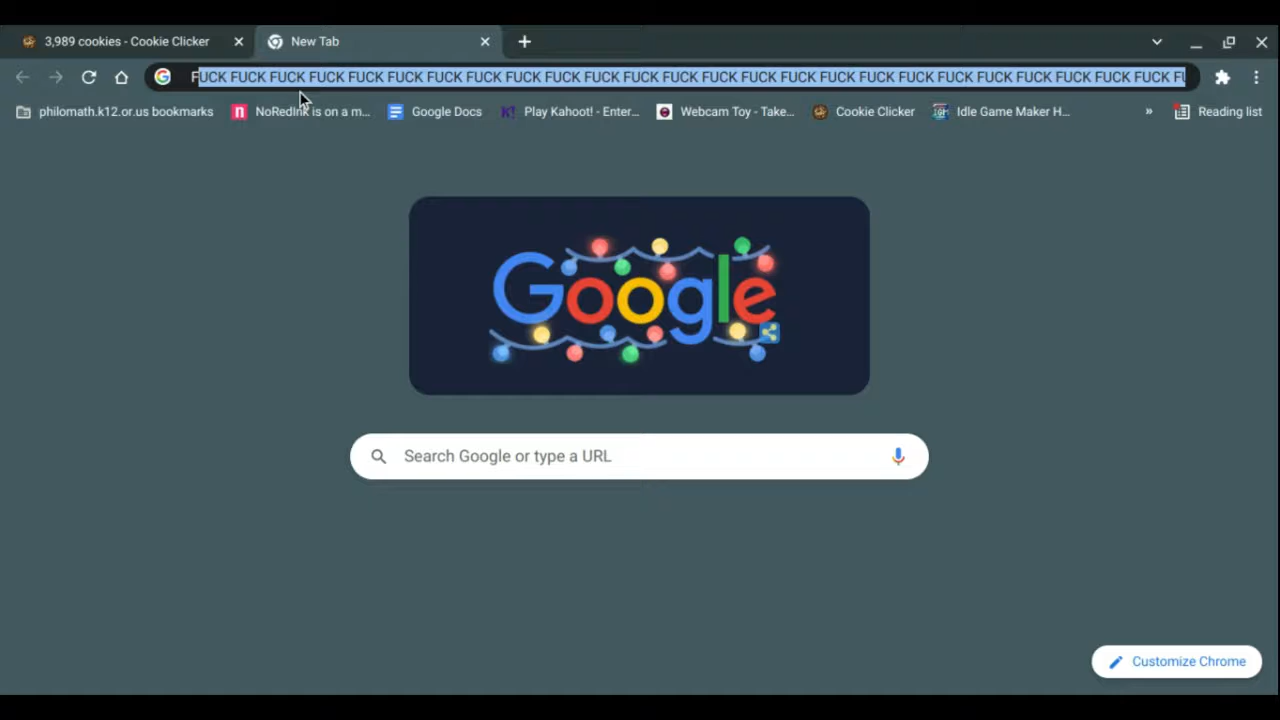 3,989 cookies - Cookie Clicker New Tab
FUCK FUCK FUCK FUCK FUCK FUCK FUCK FUCK FUCK FUCK FUCK FUCK FUCK FUCK FUCK FUCK FUCK FUCK FUCK FUCK FUCK FUCK FUCK FUCK FUCK FU
philomath.k12.or.us bookmarks n NoRedInk is on a m... Google Docs K! Play Kahoot! - Enter... Webcam Toy - Take... Cookie Clicker Idle Game Maker H... » Reading list
Google
Search Google or type a URL
Customize Chrome